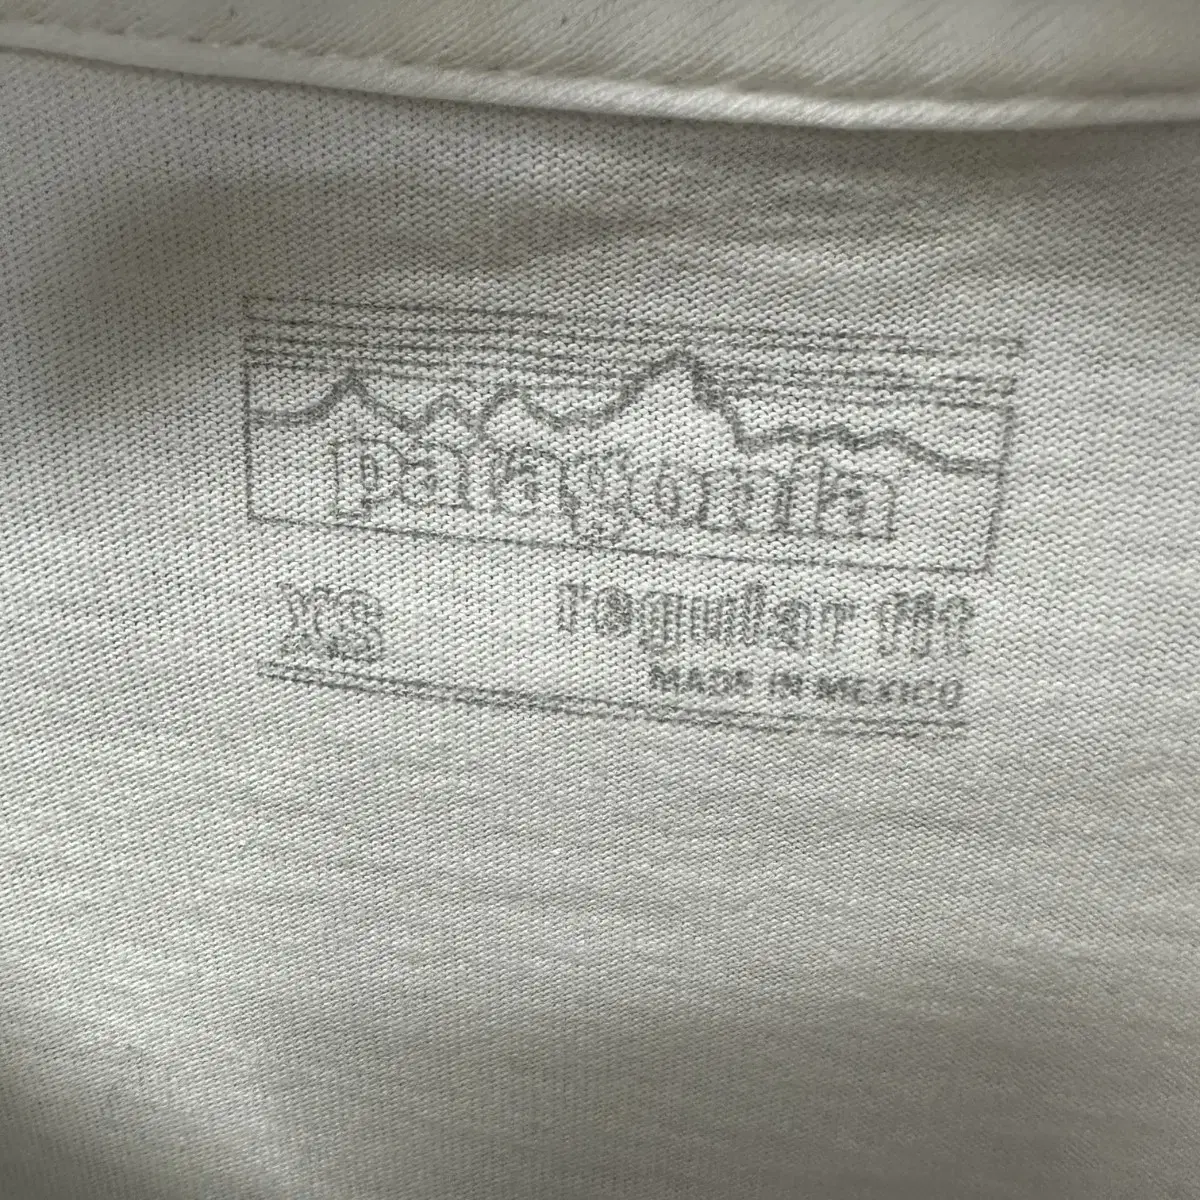 patagonia
XS
regular fit
MADE IN MEXICO